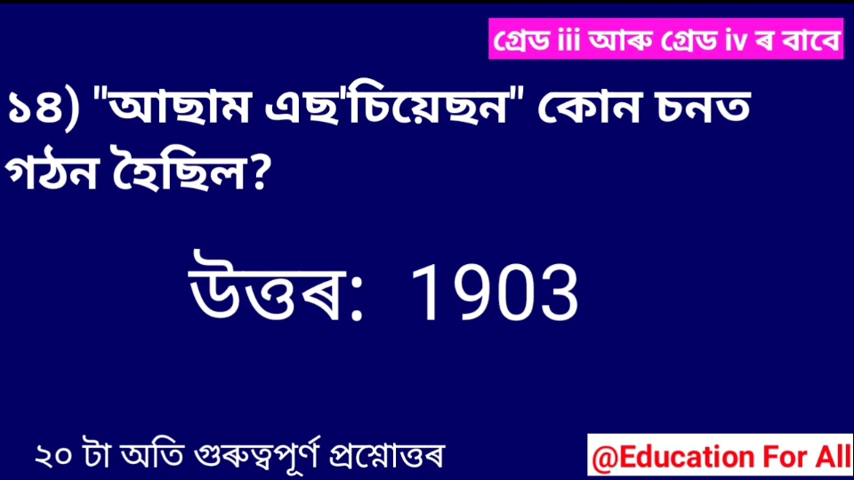 গ্ৰেড iii আৰু গ্ৰেড iv ৰ বাবে
১৪) "আছাম এছ'চিয়েছন" কোন চনত
গঠন হৈছিল?
উত্তৰ: 1903
২০ টা অতি গুৰুত্বপূৰ্ণ প্ৰশ্নোত্তৰ
@Education For All